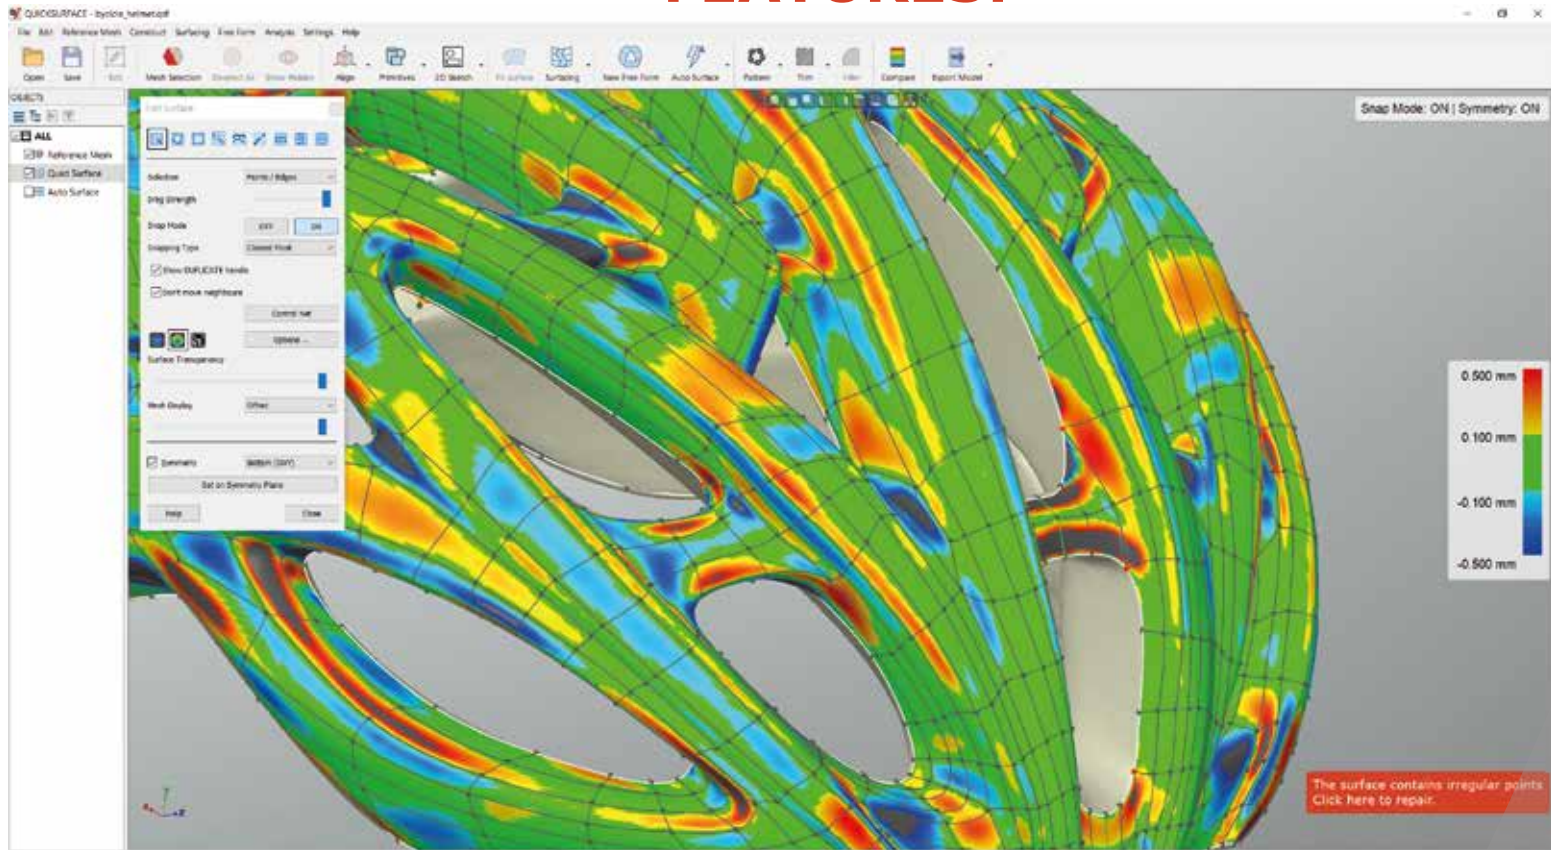 FEATURES:
QUICKSURFACE - bycicle_helmet.qsf
File Edit Reference Mesh Construct Surfacing Free Form Analysis Settings Help
Open Save Edit Mesh Selection Deselect All Show Hidden Align Primitives 2D Sketch Fit Surface Surfacing New Free Form Auto Surface Pattern Trim Fillet Compare Export Model
OBJECTS
ALL
Reference Mesh
Quad Surface
Auto Surface
Edit Surface
Selection Points / Edges
Drag Strength
Snap Mode OFF ON
Snapping Type Closest Point
Show DUPLICATE handle
Don't move neighbours
Control Net
Options ...
Surface Transparency
Mesh Display Offset
Symmetry Bottom (OXY)
Set on Symmetry Plane
Help Close
Snap Mode: ON | Symmetry: ON
0.500 mm
0.100 mm
-0.100 mm
-0.500 mm
The surface contains irregular points
Click here to repair.